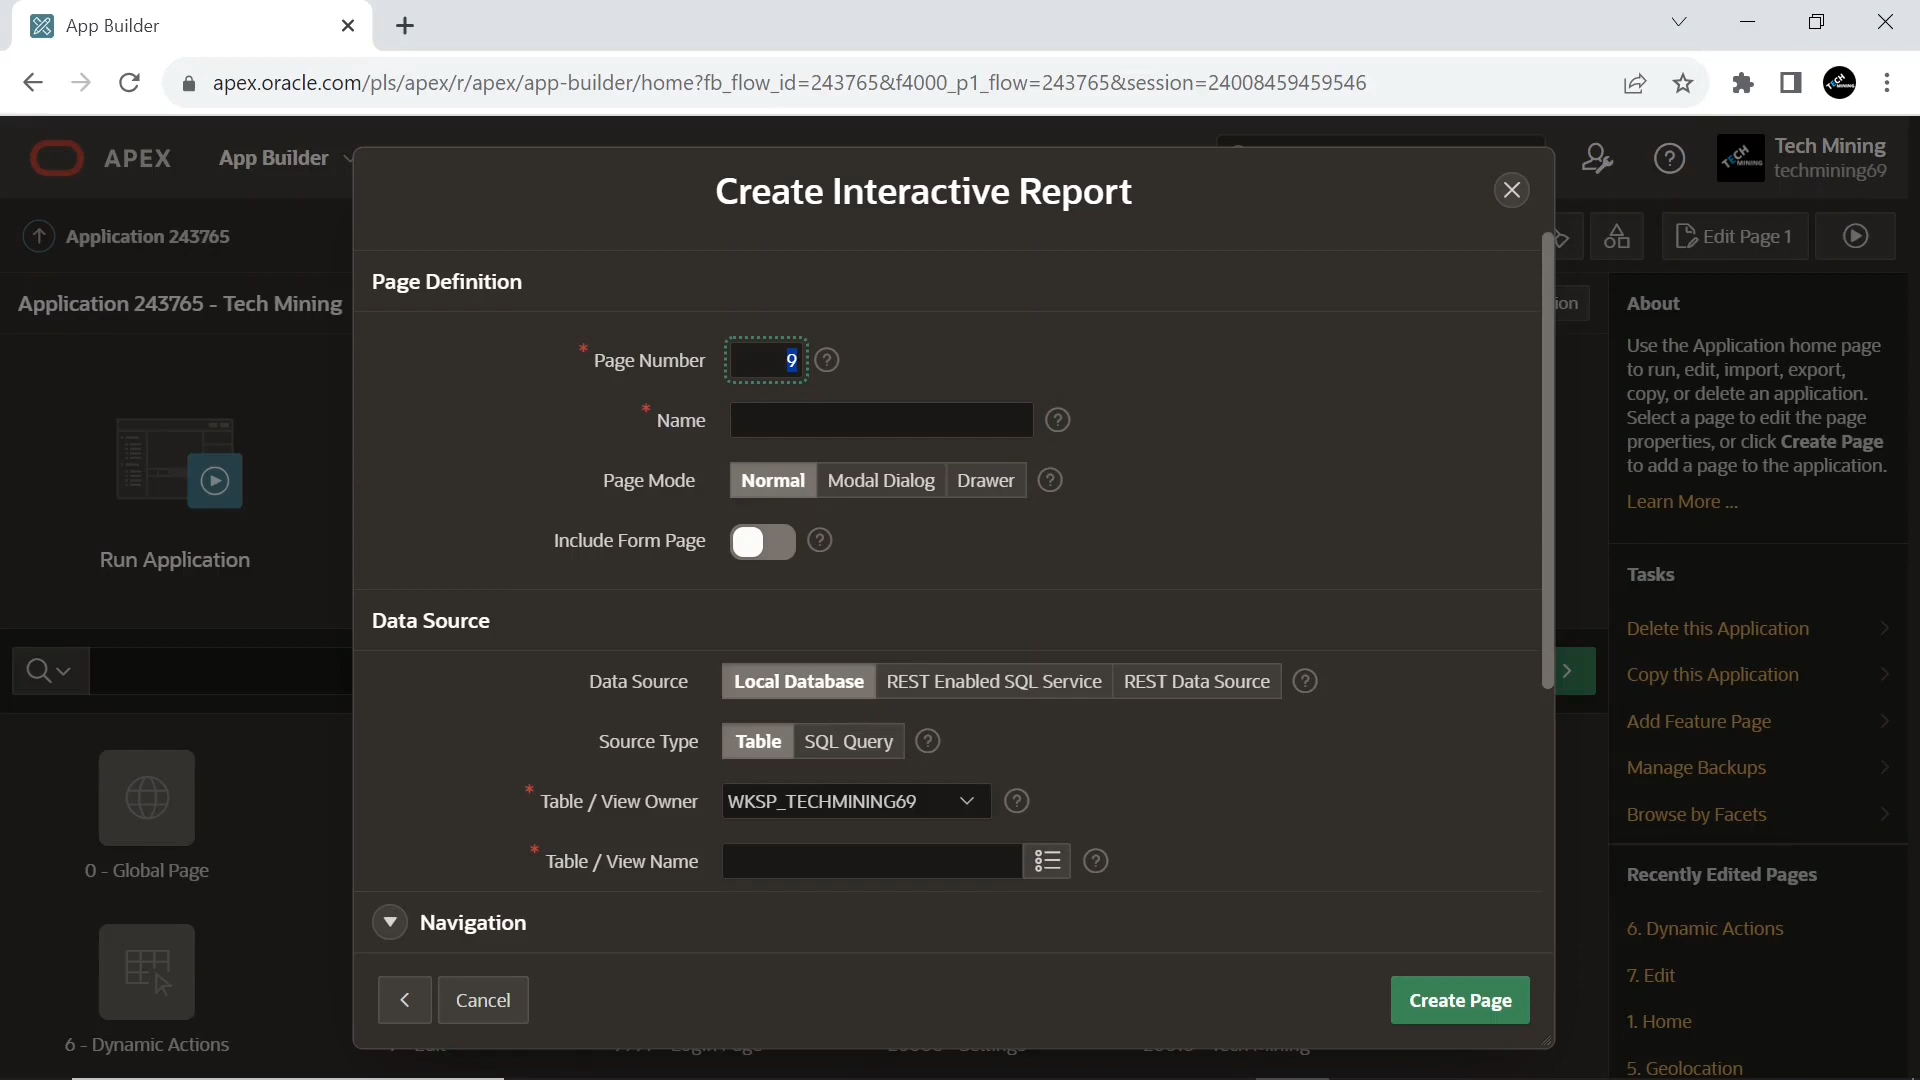 App Builder
apex.oracle.com/pls/apex/r/apex/app-builder/home?fb_flow_id=243765&f4000_p1_flow=243765&session=24008459459546
APEX
App Builder
Tech Mining
techmining69
Application 243765
Edit Page 1
Application 243765 - Tech Mining
Create Interactive Report
Page Definition
* Page Number
9
* Name
Page Mode
Normal
Modal Dialog
Drawer
Include Form Page
Data Source
Data Source
Local Database
REST Enabled SQL Service
REST Data Source
Source Type
Table
SQL Query
* Table / View Owner
WKSP_TECHMINING69
* Table / View Name
Navigation
Cancel
Create Page
Run Application
0 - Global Page
6 - Dynamic Actions
About
Use the Application home page
to run, edit, import, export,
copy, or delete an application.
Select a page to edit the page
properties, or click Create Page
to add a page to the application.
Learn More ...
Tasks
Delete this Application
Copy this Application
Add Feature Page
Manage Backups
Browse by Facets
Recently Edited Pages
6. Dynamic Actions
7. Edit
1. Home
5. Geolocation